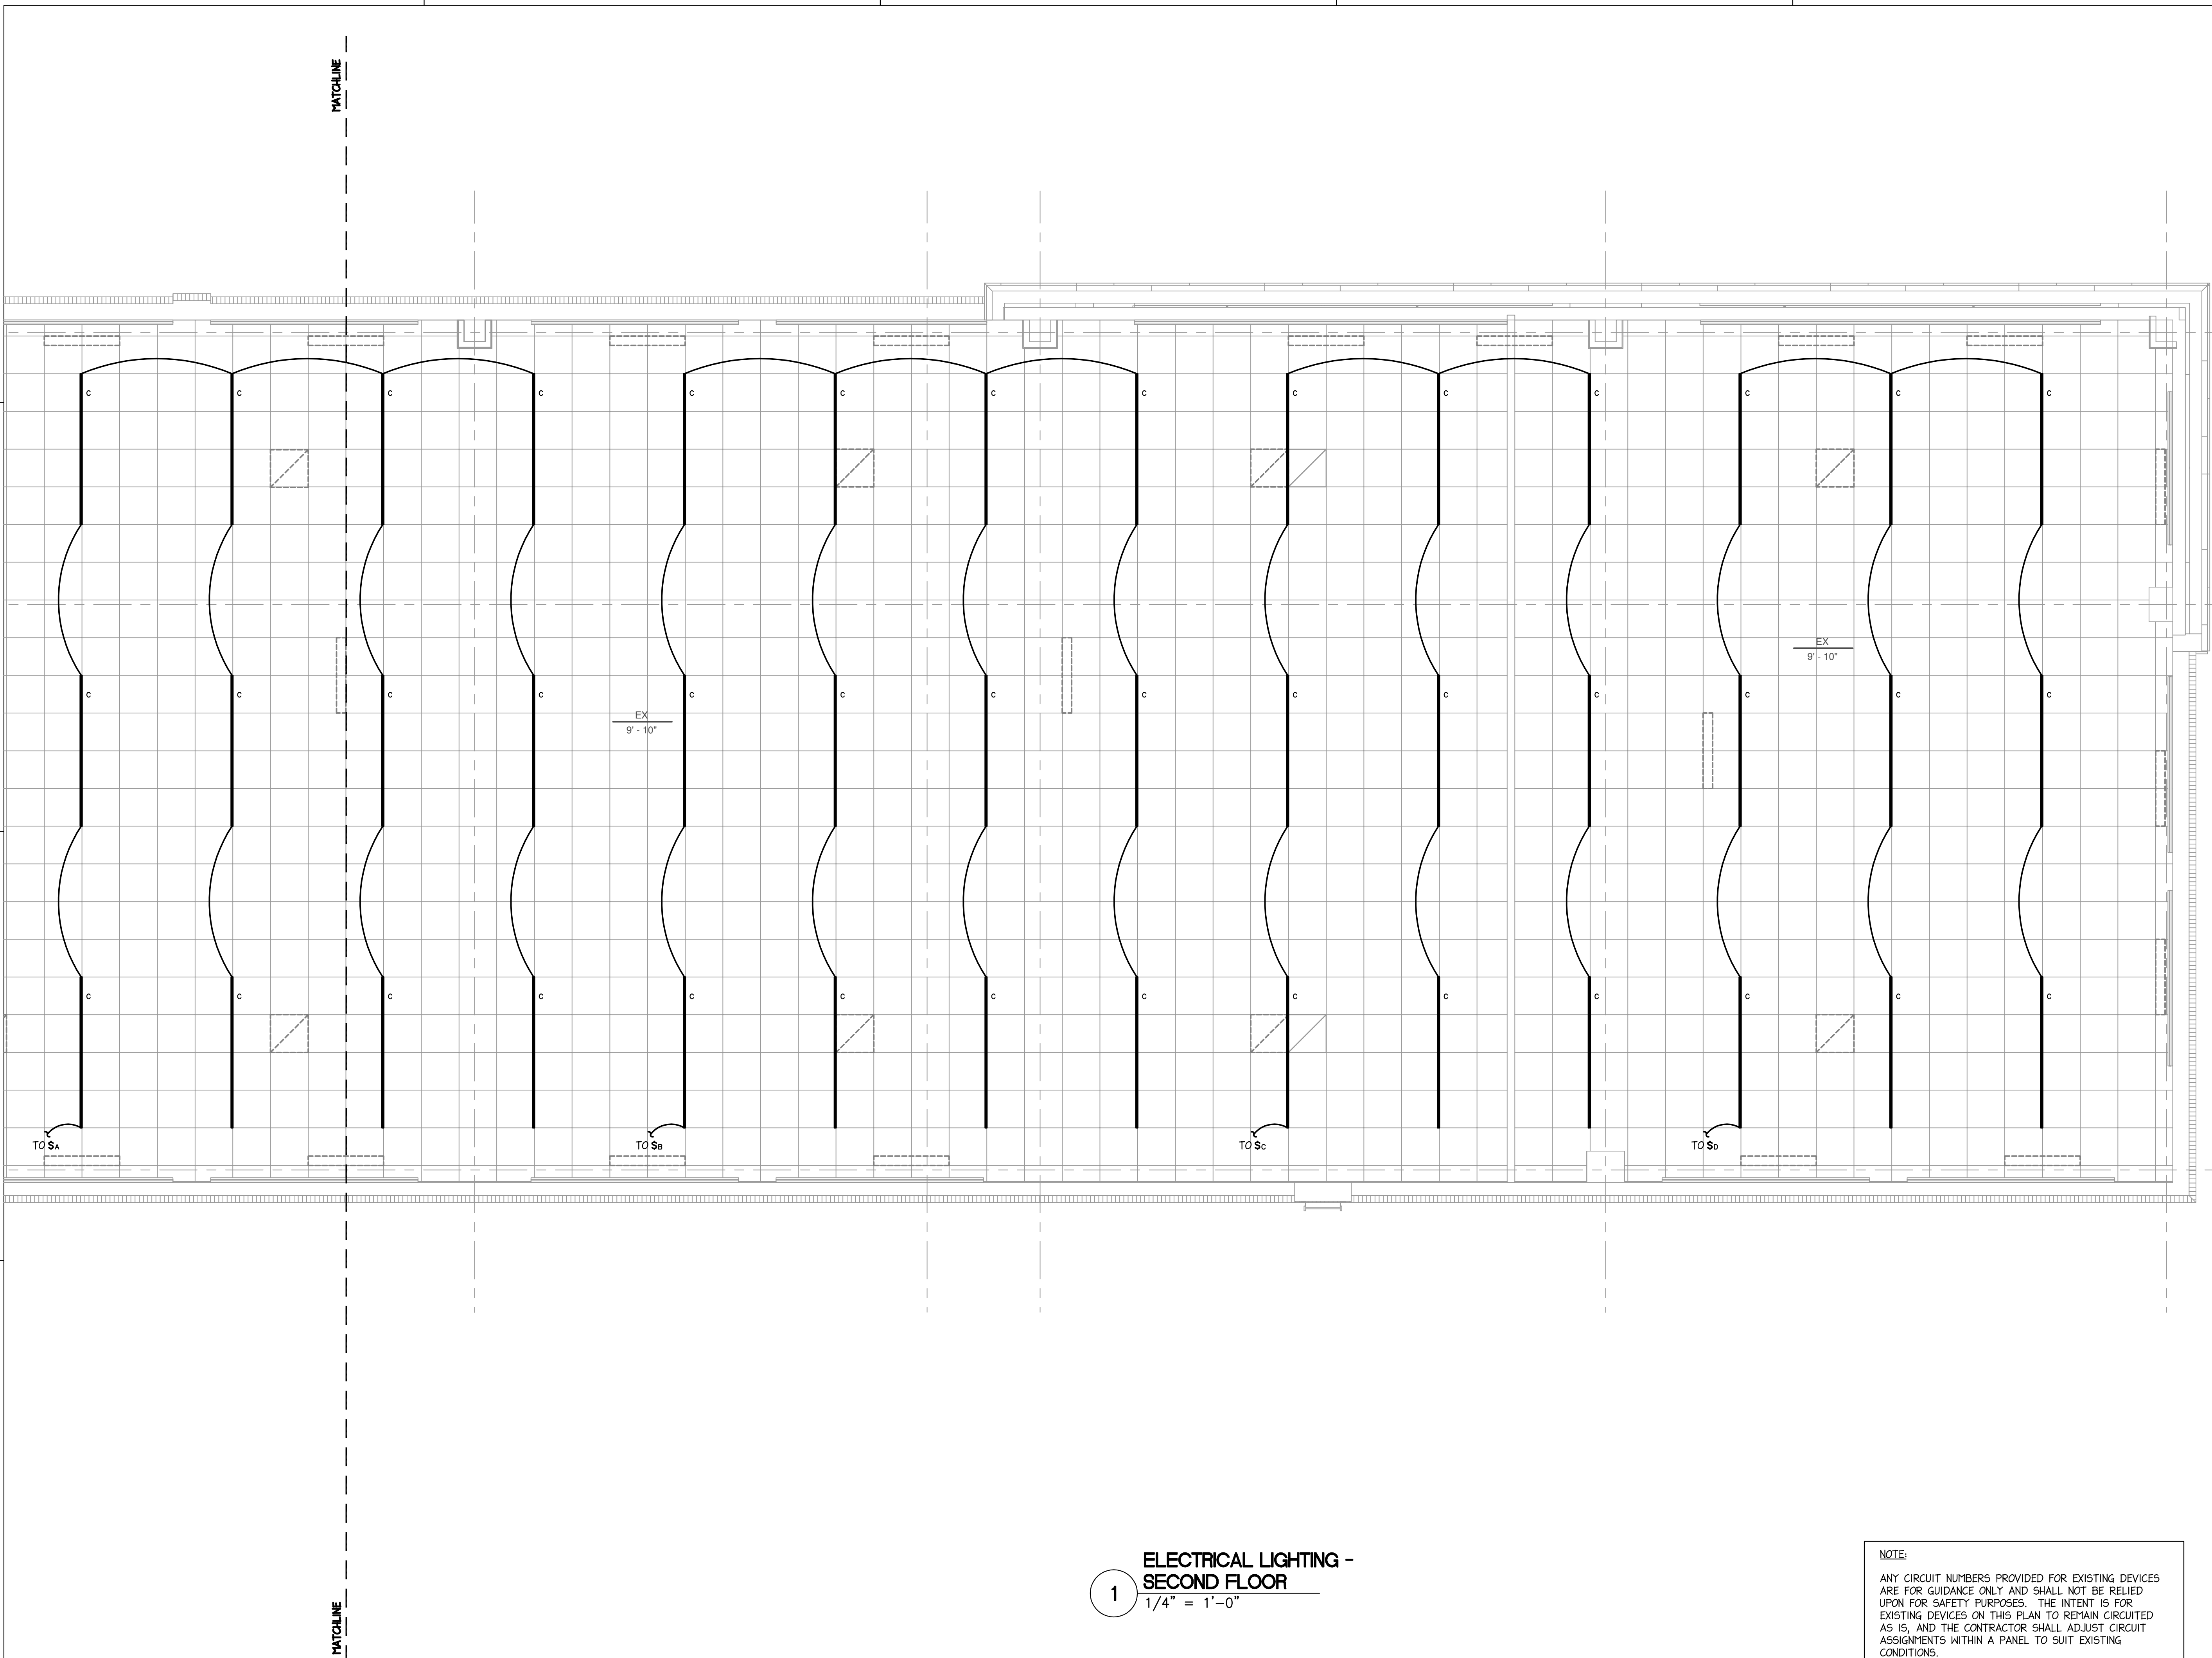 MATCHLINE
C C C C C C C C C C C C C C
EX
9' - 10"
C C C C C C C C C C C C C C
EX
9' - 10"
C C C C C C C C C C C C C C
TO $A TO $B TO $C TO $D
ELECTRICAL LIGHTING -
1 SECOND FLOOR
1/4" = 1'-0"
MATCHLINE
NOTE:
ANY CIRCUIT NUMBERS PROVIDED FOR EXISTING DEVICES
ARE FOR GUIDANCE ONLY AND SHALL NOT BE RELIED
UPON FOR SAFETY PURPOSES. THE INTENT IS FOR
EXISTING DEVICES ON THIS PLAN TO REMAIN CIRCUITED
AS IS, AND THE CONTRACTOR SHALL ADJUST CIRCUIT
ASSIGNMENTS WITHIN A PANEL TO SUIT EXISTING
CONDITIONS.